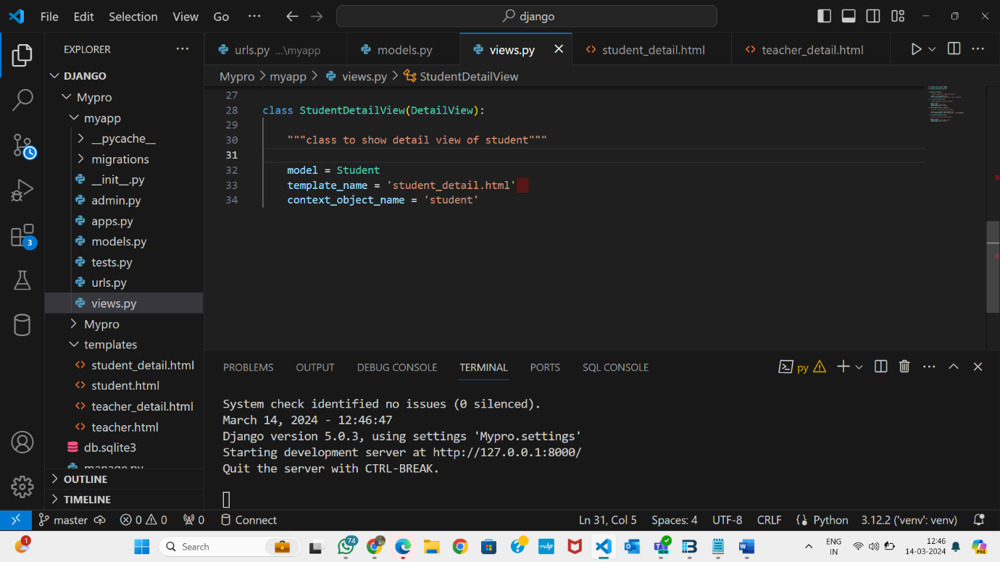 File Edit Selection View Go ··· django
EXPLORER ···
urls.py ...\myapp models.py views.py student_detail.html teacher_detail.html
DJANGO
Mypro > myapp > views.py > StudentDetailView
Mypro
myapp
__pycache__
migrations
__init__.py
admin.py
apps.py
models.py
tests.py
urls.py
views.py
Mypro
templates
student_detail.html
student.html
teacher_detail.html
teacher.html
db.sqlite3
manage.py
OUTLINE
TIMELINE
27
28 class StudentDetailView(DetailView):
29
30 """class to show detail view of student"""
31
32 model = Student
33 template_name = 'student_detail.html'
34 context_object_name = 'student'
3
PROBLEMS OUTPUT DEBUG CONSOLE TERMINAL PORTS SQL CONSOLE py
System check identified no issues (0 silenced).
March 14, 2024 - 12:46:47
Django version 5.0.3, using settings 'Mypro.settings'
Starting development server at http://127.0.0.1:8000/
Quit the server with CTRL-BREAK.
master 0 0 0 Connect Ln 31, Col 5 Spaces: 4 UTF-8 CRLF Python 3.12.2 ('venv': venv)
1 Search 74 NEW ENG 12:46 PRE
IN 14-03-2024